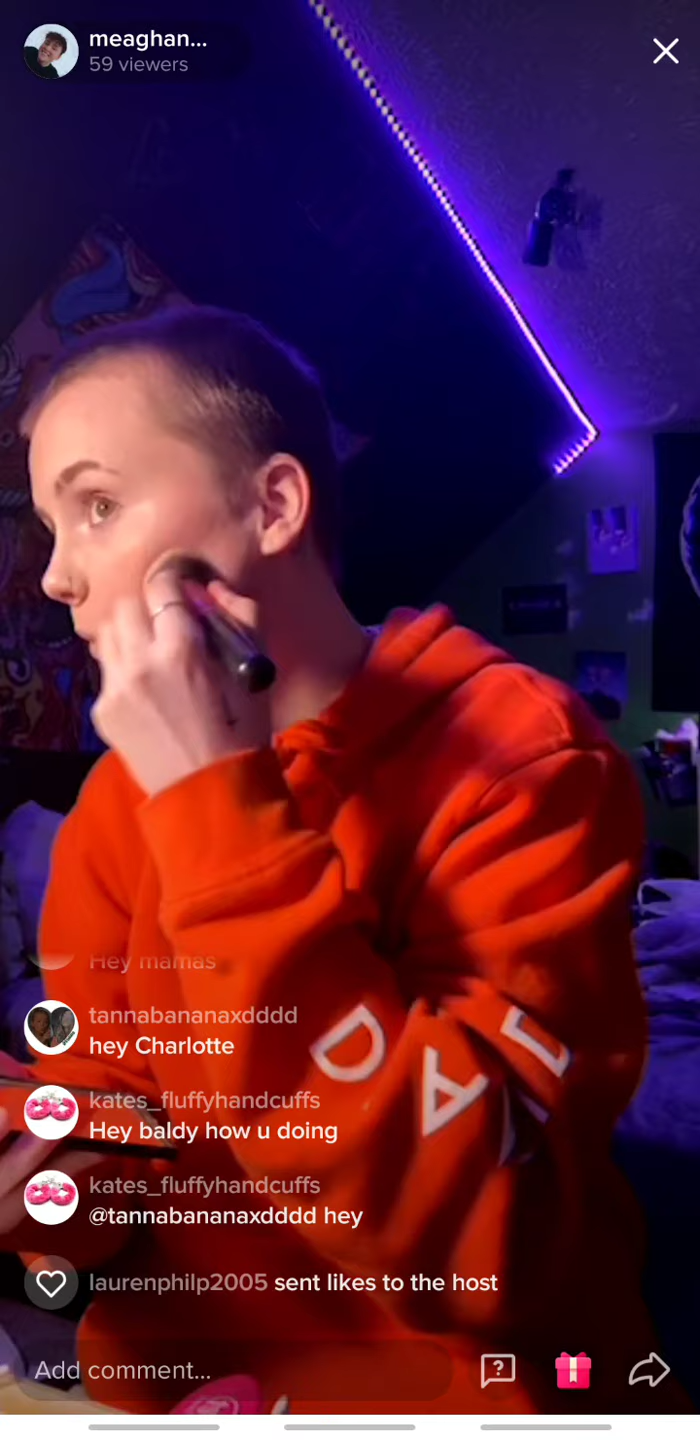 meaghan...
59 viewers
Hey mamas
tannabananaxdddd
hey Charlotte
kates_fluffyhandcuffs
Hey baldy how u doing
kates_fluffyhandcuffs
@tannabananaxdddd hey
laurenphilp2005 sent likes to the host
Add comment...